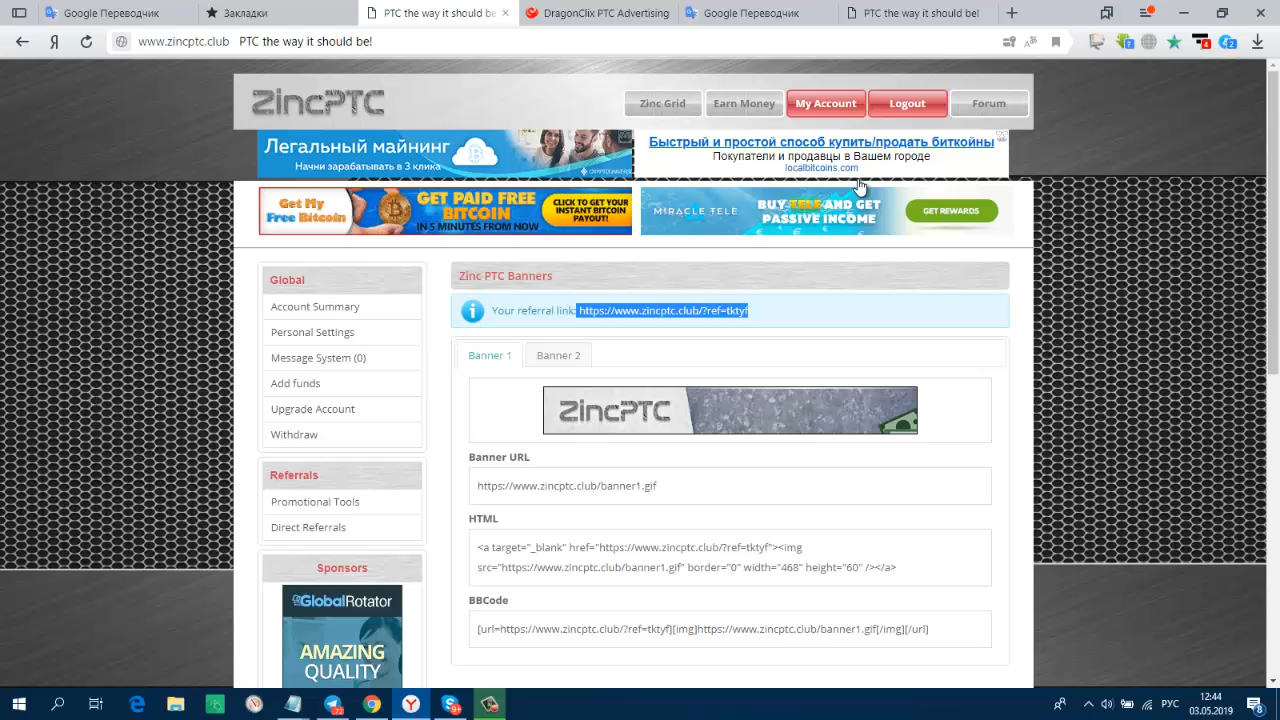 Google Переводчик
Закладки
PTC the way it should be!
DragonClix PTC Advertising
Google Переводчик
PTC the way it should be!
www.zincptc.club PTC the way it should be!
ZincPTC
Zinc Grid
Earn Money
My Account
Logout
Forum
Легальный майнинг
Начни зарабатывать в 3 клика
Быстрый и простой способ купить/продать биткойны
Покупатели и продавцы в Вашем городе
localbitcoins.com
Get My
Free Bitcoin
GET PAID FREE
BITCOIN
IN 5 MINUTES FROM NOW
CLICK TO GET YOUR
INSTANT BITCOIN
PAYOUT!
MIRACLE TELE
BUY TELE AND GET
PASSIVE INCOME
GET REWARDS
Global
Account Summary
Personal Settings
Message System (0)
Add funds
Upgrade Account
Withdraw
Referrals
Promotional Tools
Direct Referrals
Sponsors
GlobalRotator
AMAZING
QUALITY
Zinc PTC Banners
Your referral link: https://www.zincptc.club/?ref=tktyf
Banner 1
Banner 2
ZincPTC
Banner URL
https://www.zincptc.club/banner1.gif
HTML
<a target="_blank" href="https://www.zincptc.club/?ref=tktyf"><img
src="https://www.zincptc.club/banner1.gif" border="0" width="468" height="60" /></a>
BBCode
[url=https://www.zincptc.club/?ref=tktyf][img]https://www.zincptc.club/banner1.gif[/img][/url]
РУС
12:44
03.05.2019